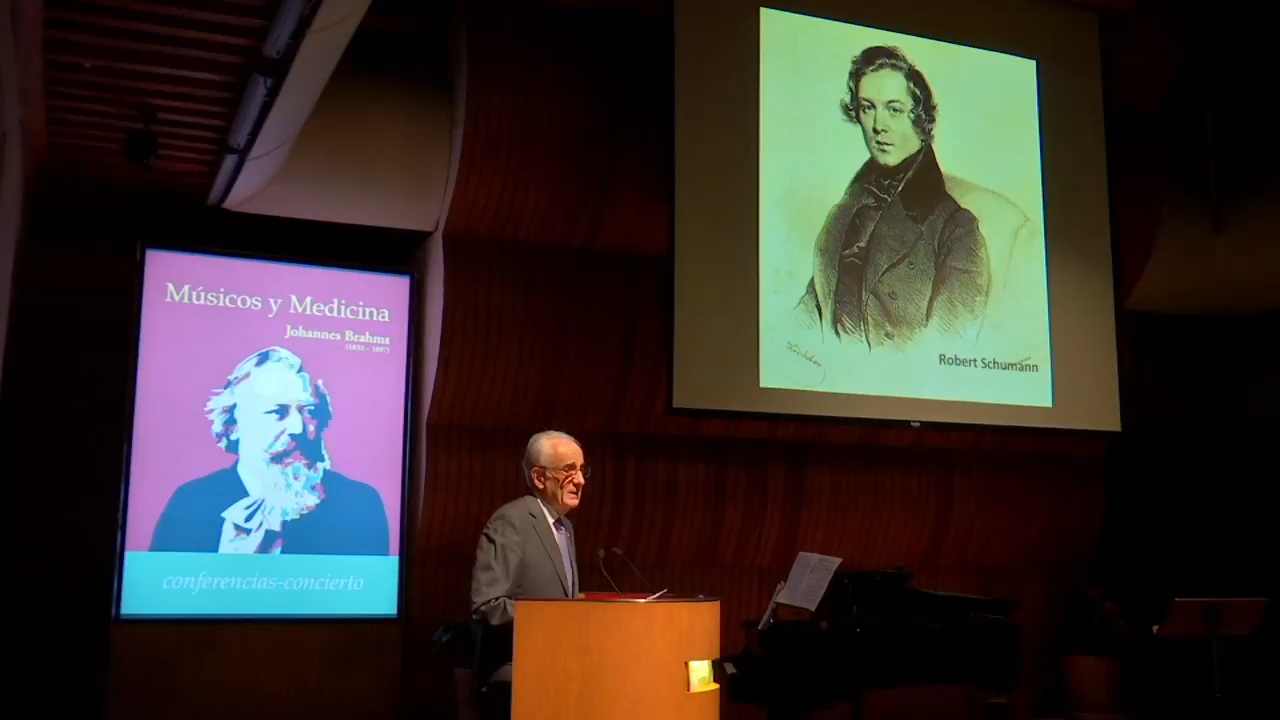 Músicos y Medicina
Johannes Brahms
(1833 – 1897)
conferencias-concierto
Robert Schumann